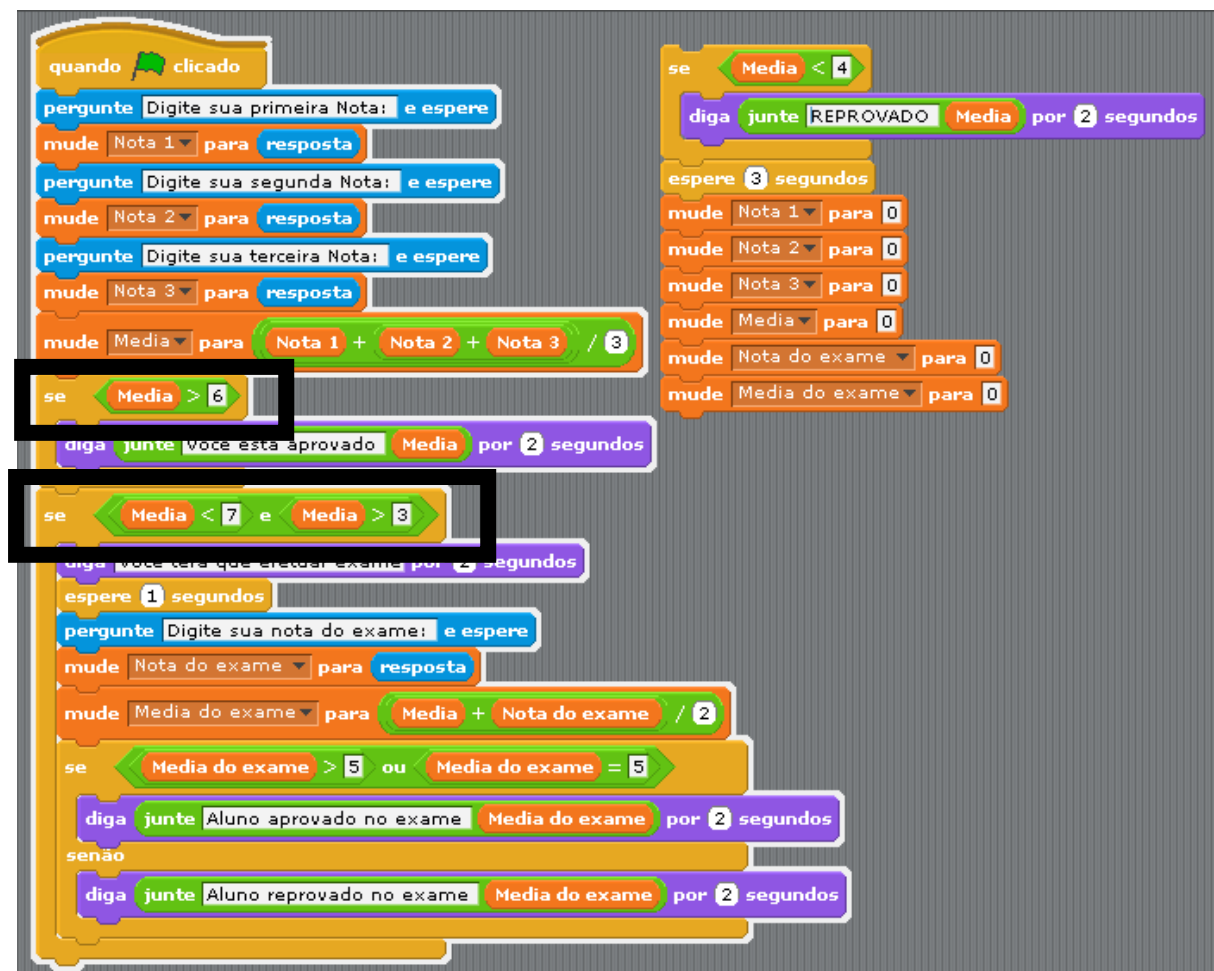 quando clicado
pergunte Digite sua primeira Nota: e espere
mude Nota 1 para resposta
pergunte Digite sua segunda Nota: e espere
mude Nota 2 para resposta
pergunte Digite sua terceira Nota: e espere
mude Nota 3 para resposta
mude Media para Nota 1 + Nota 2 + Nota 3 / 3
se Media > 6
diga junte Voce esta aprovado Media por 2 segundos
se Media < 7 e Media > 3
diga Voce tera que efetuar exame por 2 segundos
espere 1 segundos
pergunte Digite sua nota do exame: e espere
mude Nota do exame para resposta
mude Media do exame para Media + Nota do exame / 2
se Media do exame > 5 ou Media do exame = 5
diga junte Aluno aprovado no exame Media do exame por 2 segundos
senão
diga junte Aluno reprovado no exame Media do exame por 2 segundos
se Media < 4
diga junte REPROVADO Media por 2 segundos
espere 3 segundos
mude Nota 1 para 0
mude Nota 2 para 0
mude Nota 3 para 0
mude Media para 0
mude Nota do exame para 0
mude Media do exame para 0